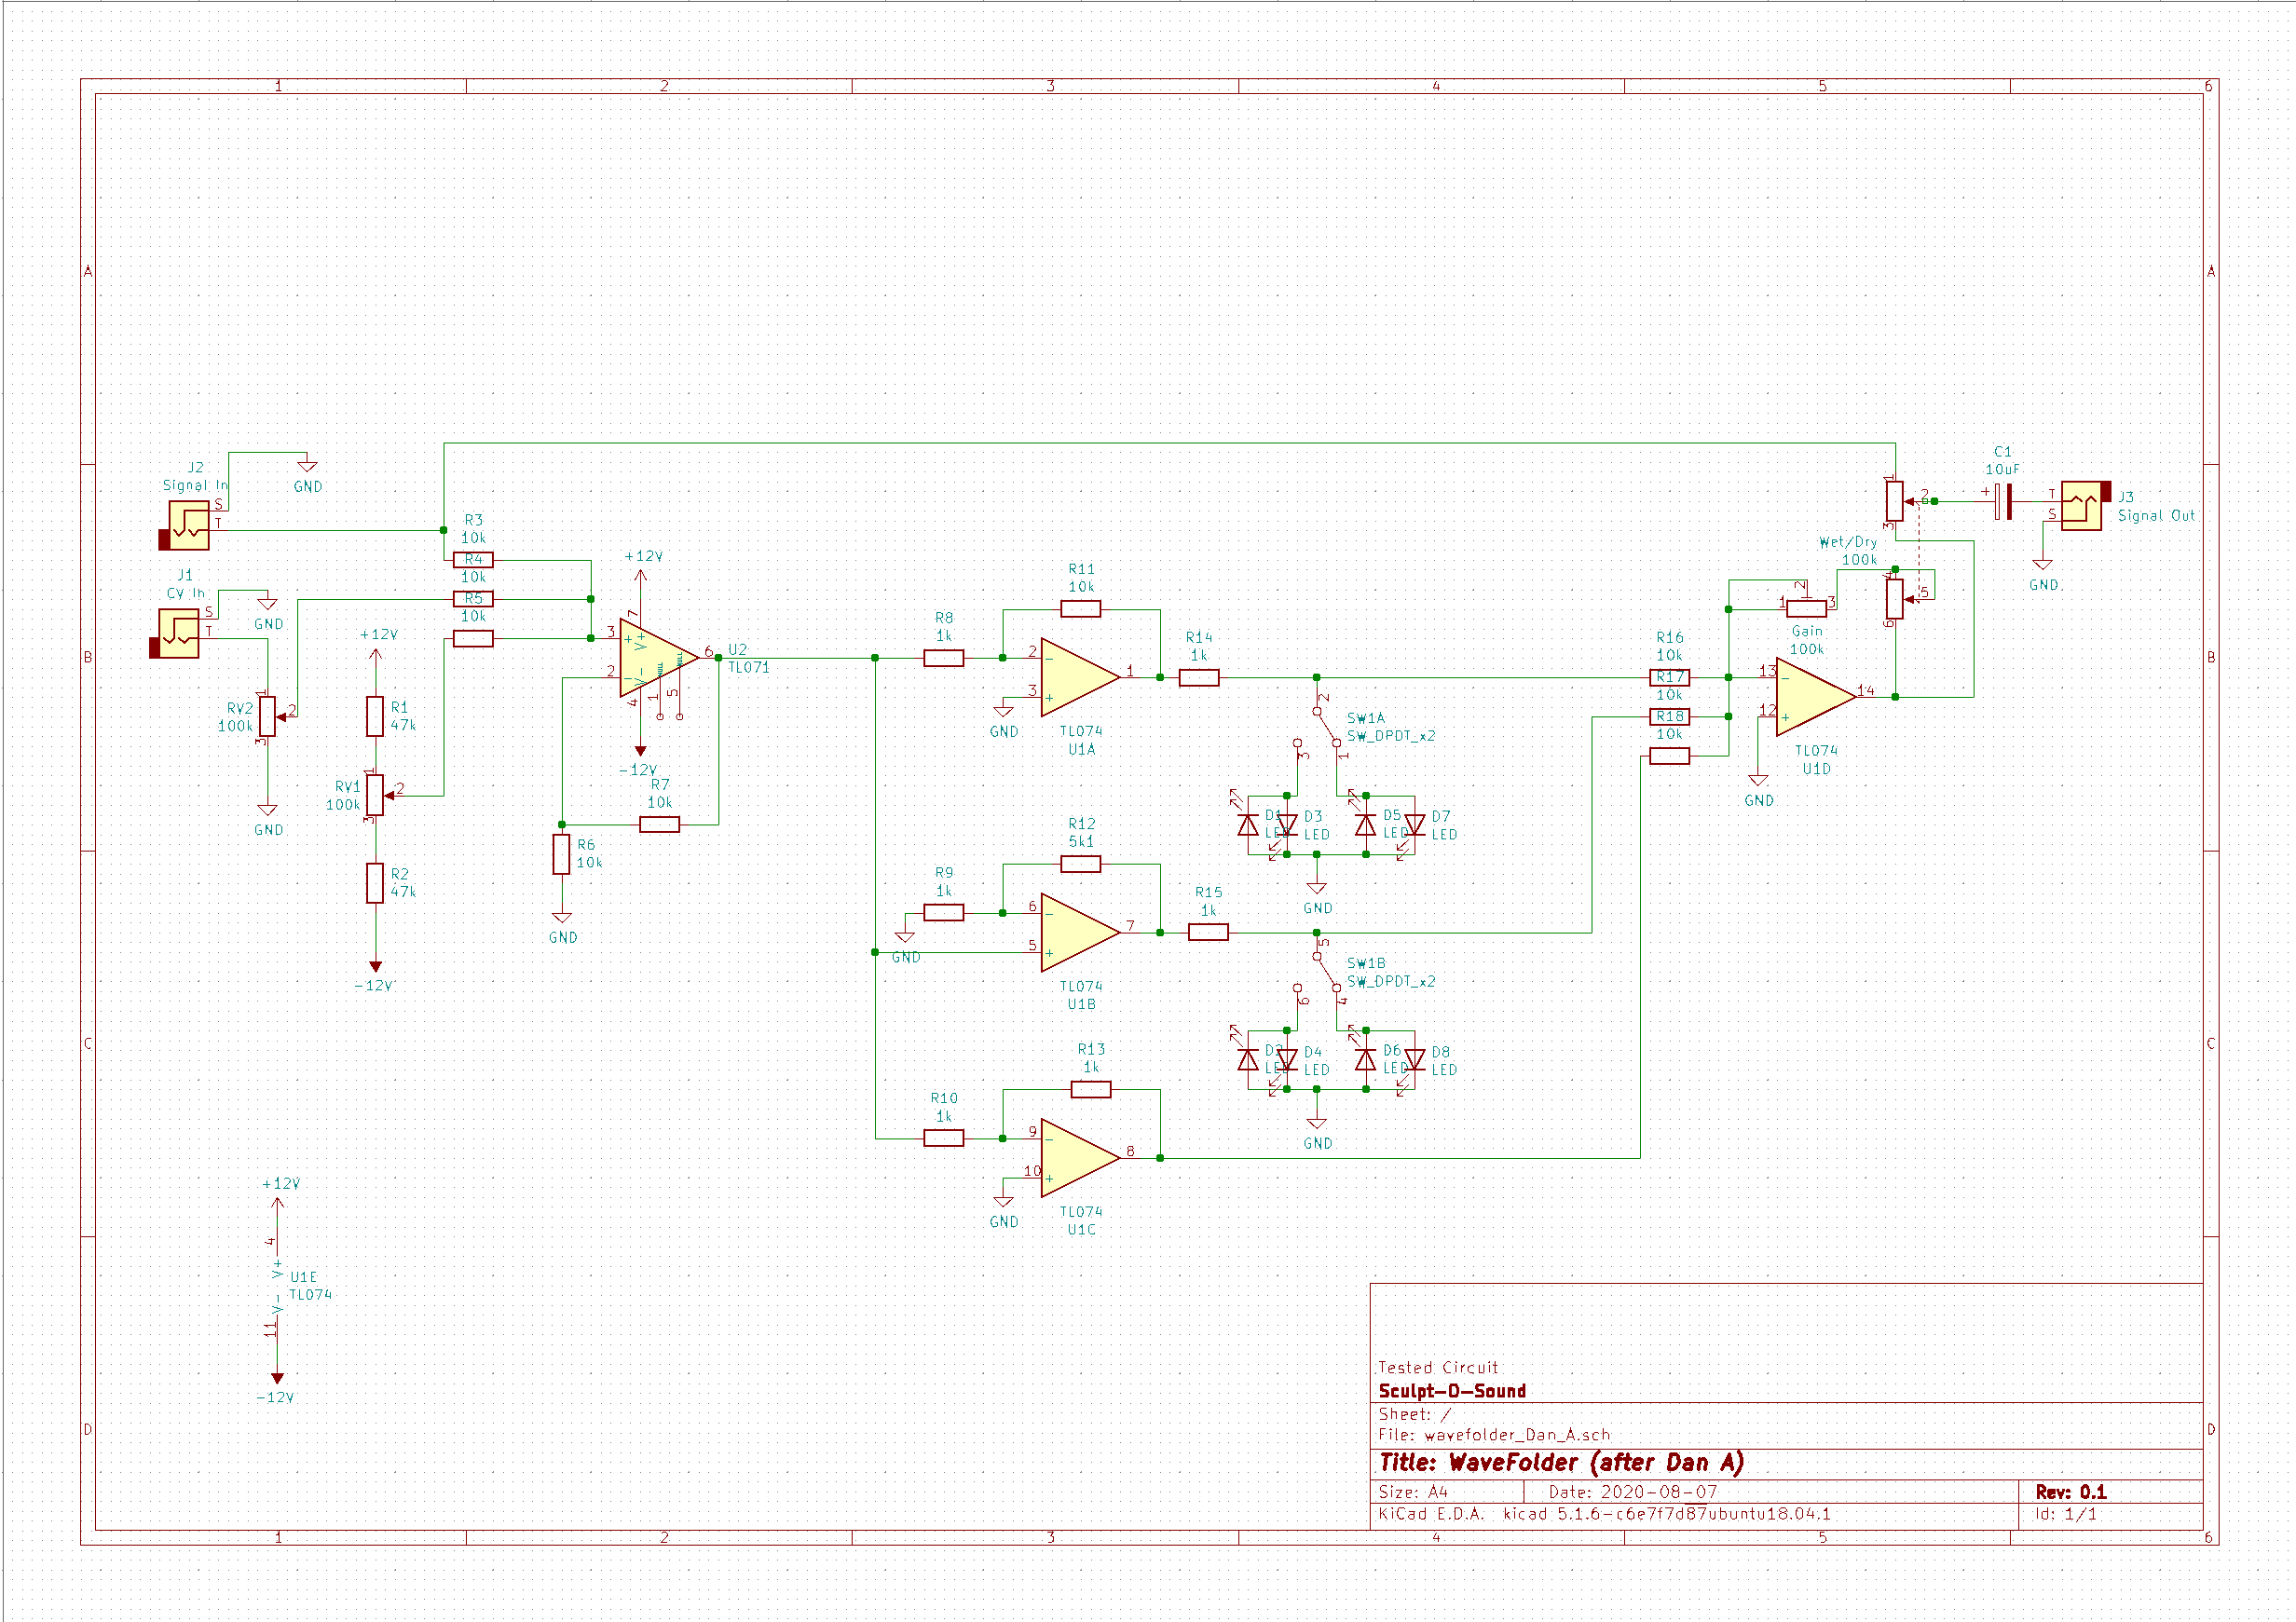 1 2 3 4 5 6
A A
J2
Signal In
S
T
GND
C1
10uF
+
T
S
J3
Signal Out
GND
1
2
3
J1
CV In
S
T
GND
R3
10k
R4
10k
R5
10k
+12V
7
3
2
+
-
V+
V-
NULL
NULL
6
4
1
5
U2
TL071
-12V
R7
10k
R6
10k
GND
+12V
R1
47k
RV2
100k
1
2
3
GND
RV1
100k
1
2
3
R2
47k
-12V
B B
R8
1k
R11
10k
2
3
-
+
1
GND
TL074
U1A
R14
1k
2
3
1
SW1A
SW_DPDT_x2
D1
LED
D3
LED
D5
LED
D7
LED
GND
R16
10k
R17
10k
R18
10k
Wet/Dry
100k
4
5
6
1
2
3
Gain
100k
13
12
-
+
14
GND
TL074
U1D
R12
5k1
R9
1k
GND
6
5
-
+
7
TL074
U1B
R15
1k
5
6
4
SW1B
SW_DPDT_x2
D2
LED
D4
LED
D6
LED
D8
LED
GND
C C
R13
1k
R10
1k
9
10
-
+
8
GND
TL074
U1C
+12V
4
V+
V-
11
U1E
TL074
-12V
D D
Tested Circuit
Sculpt-O-Sound
Sheet: /
File: wavefolder_Dan_A.sch
Title: WaveFolder (after Dan A)
Size: A4 Date: 2020-08-07 Rev: 0.1
KiCad E.D.A. kicad 5.1.6-c6e7f7d87ubuntu18.04.1 Id: 1/1
1 2 3 4 5 6